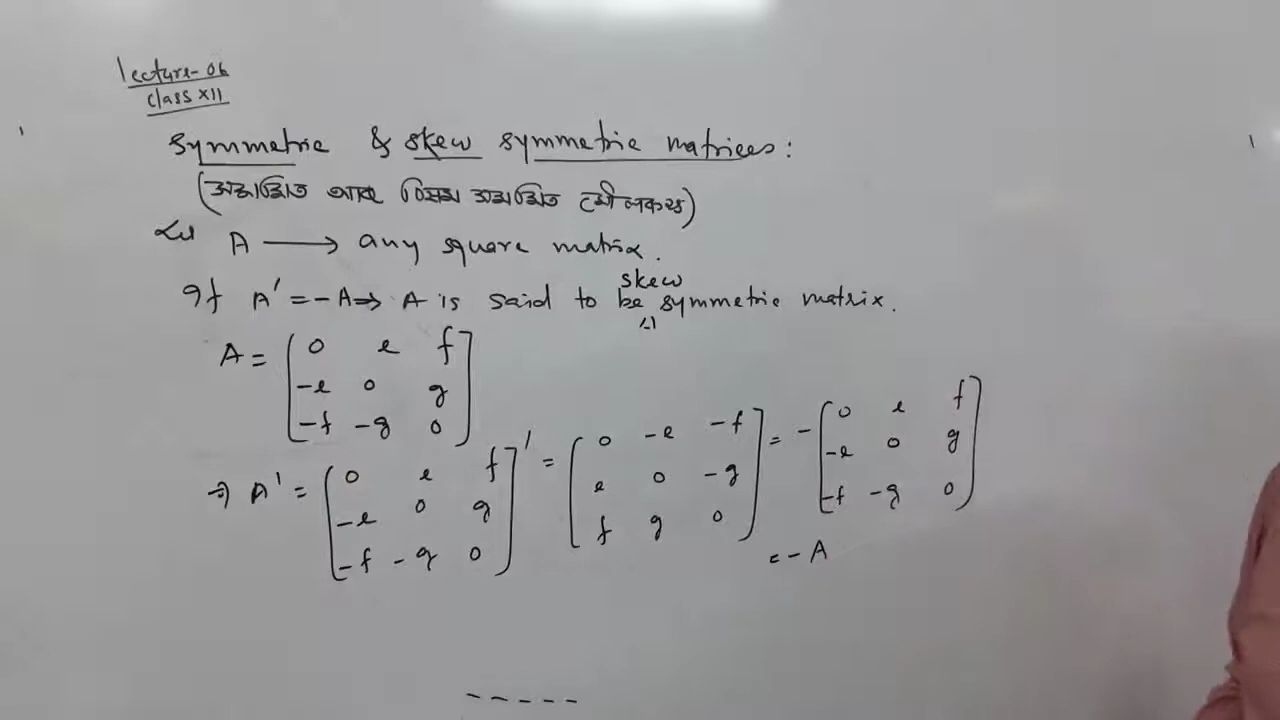 Lecture-06
Class XII
Symmetric & skew symmetric matrices:
(সমমিত আৰু বিষম সমমিত মৌলকক্ষ)
Let A ⟶ any square matrix.
If A' = -A ⇒ A is said to be skew symmetric matrix.
A = [0 e f
-e 0 g
-f -g 0]
⇒ A' = [0 e f
-e 0 g
-f -g 0]' = [0 -e -f
e 0 -g
f g 0] = -[0 e f
-e 0 g
-f -g 0]
= -A